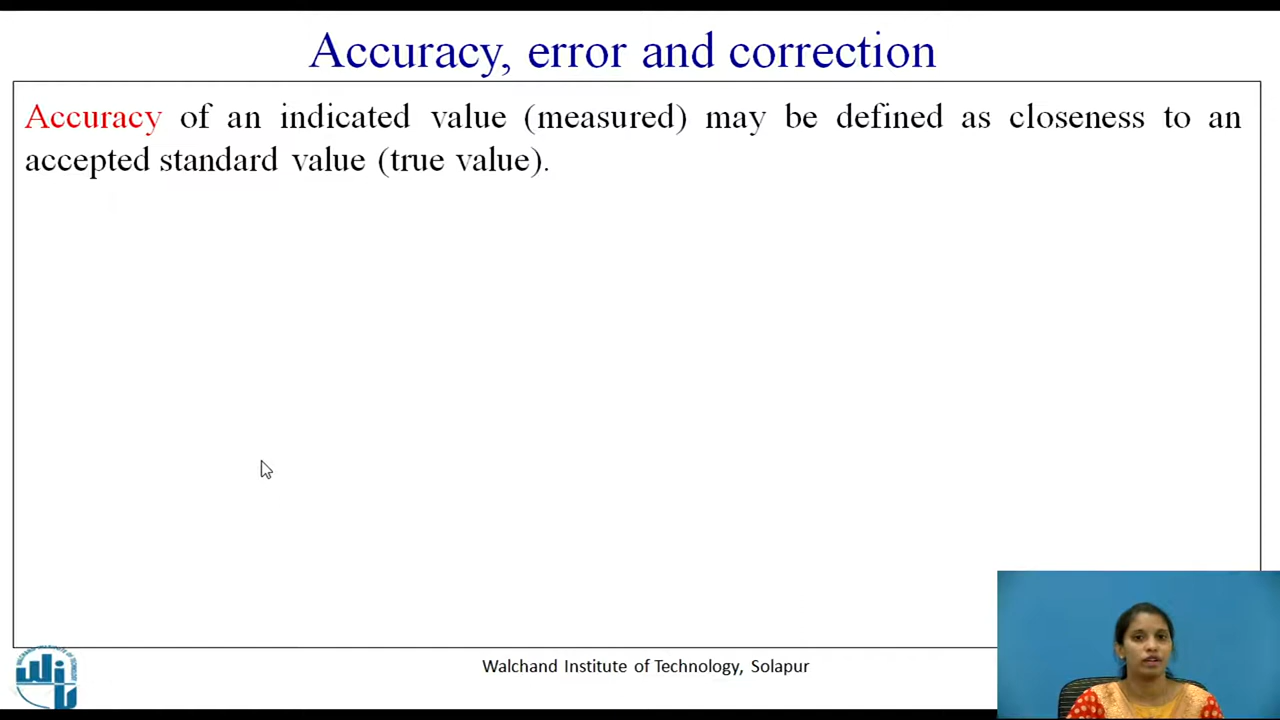 Accuracy, error and correction
Accuracy of an indicated value (measured) may be defined as closeness to an
accepted standard value (true value).
Walchand Institute of Technology, Solapur